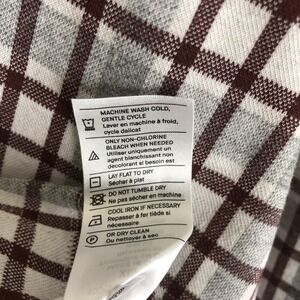 MACHINE WASH COLD,
GENTLE CYCLE
Laver en machine à froid,
cycle délicat
ONLY NON-CHLORINE
BLEACH WHEN NEEDED
Utiliser uniquement un
agent blanchissant non
décolorant si besoin est
LAY FLAT TO DRY
Sécher à plat
DO NOT TUMBLE DRY
Ne pas sécher en machine
COOL IRON IF NECESSARY
Repasser à fer tiède si
nécessaire
P
OR DRY CLEAN
Ou nettoyer à sec